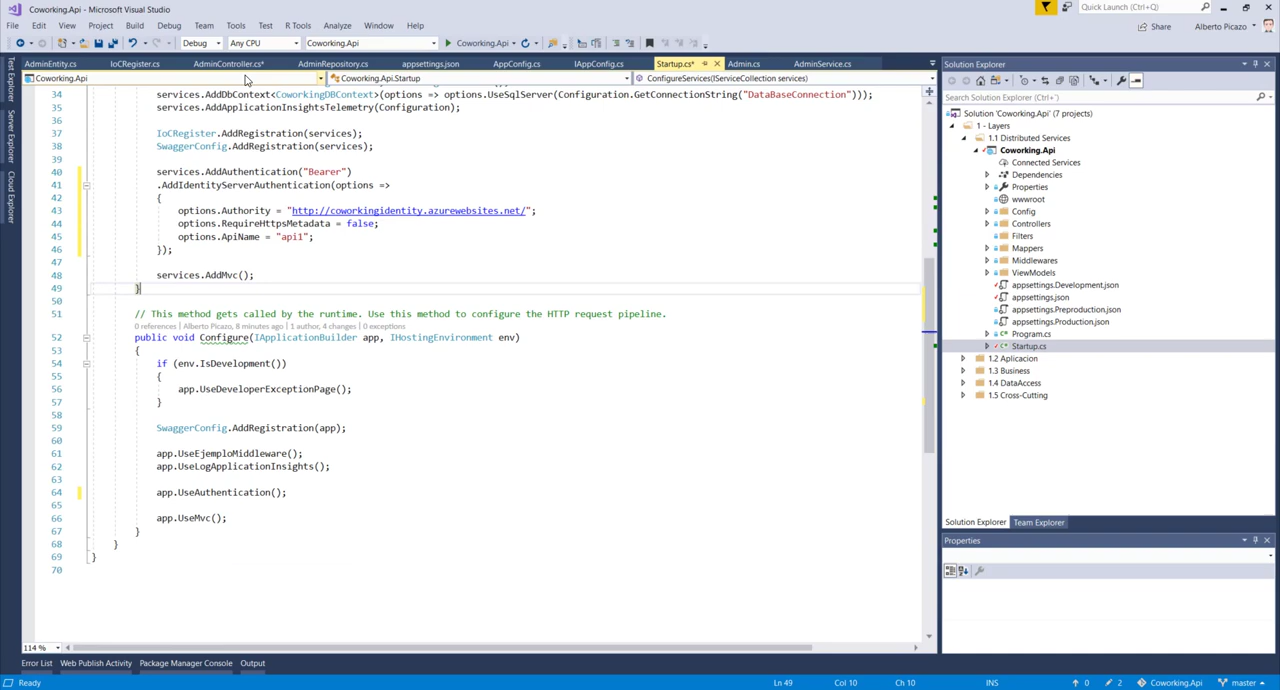 Coworking.Api - Microsoft Visual Studio
Quick Launch (Ctrl+Q)
File Edit View Project Build Debug Team Tools Test R Tools Analyze Window Help
Share Alberto Picazo
Debug Any CPU Coworking.Api Coworking.Api
AdminEntity.cs IoCRegister.cs AdminController.cs* AdminRepository.cs appsettings.json AppConfig.cs IAppConfig.cs Startup.cs* Admin.cs AdminService.cs
Coworking.Api Coworking.Api.Startup ConfigureServices(IServiceCollection services)
Test Explorer
Server Explorer
Cloud Explorer
34 services.AddDbContext<CoworkingDBContext>(options => options.UseSqlServer(Configuration.GetConnectionString("DataBaseConnection")));
35 services.AddApplicationInsightsTelemetry(Configuration);
36
37 IoCRegister.AddRegistration(services);
38 SwaggerConfig.AddRegistration(services);
39
40 services.AddAuthentication("Bearer")
41 .AddIdentityServerAuthentication(options =>
42 {
43 options.Authority = "http://coworkingidentity.azurewebsites.net/";
44 options.RequireHttpsMetadata = false;
45 options.ApiName = "api1";
46 });
47
48 services.AddMvc();
49 }
50
51 // This method gets called by the runtime. Use this method to configure the HTTP request pipeline.
0 references | Alberto Picazo, 8 minutes ago | 1 author, 4 changes | 0 exceptions
52 public void Configure(IApplicationBuilder app, IHostingEnvironment env)
53 {
54 if (env.IsDevelopment())
55 {
56 app.UseDeveloperExceptionPage();
57 }
58
59 SwaggerConfig.AddRegistration(app);
60
61 app.UseEjemploMiddleware();
62 app.UseLogApplicationInsights();
63
64 app.UseAuthentication();
65
66 app.UseMvc();
67 }
68 }
69 }
70
114 %
Solution Explorer
Search Solution Explorer (Ctrl+;)
Solution 'Coworking.Api' (7 projects)
1 - Layers
1.1 Distributed Services
Coworking.Api
Connected Services
Dependencies
Properties
wwwroot
Config
Controllers
Filters
Mappers
Middlewares
ViewModels
appsettings.Development.json
appsettings.json
appsettings.Preproduction.json
appsettings.Production.json
Program.cs
Startup.cs
1.2 Aplicacion
1.3 Business
1.4 DataAccess
1.5 Cross-Cutting
Solution Explorer Team Explorer
Properties
Error List Web Publish Activity Package Manager Console Output
Ready Ln 49 Col 10 Ch 10 INS 0 2 Coworking.Api master